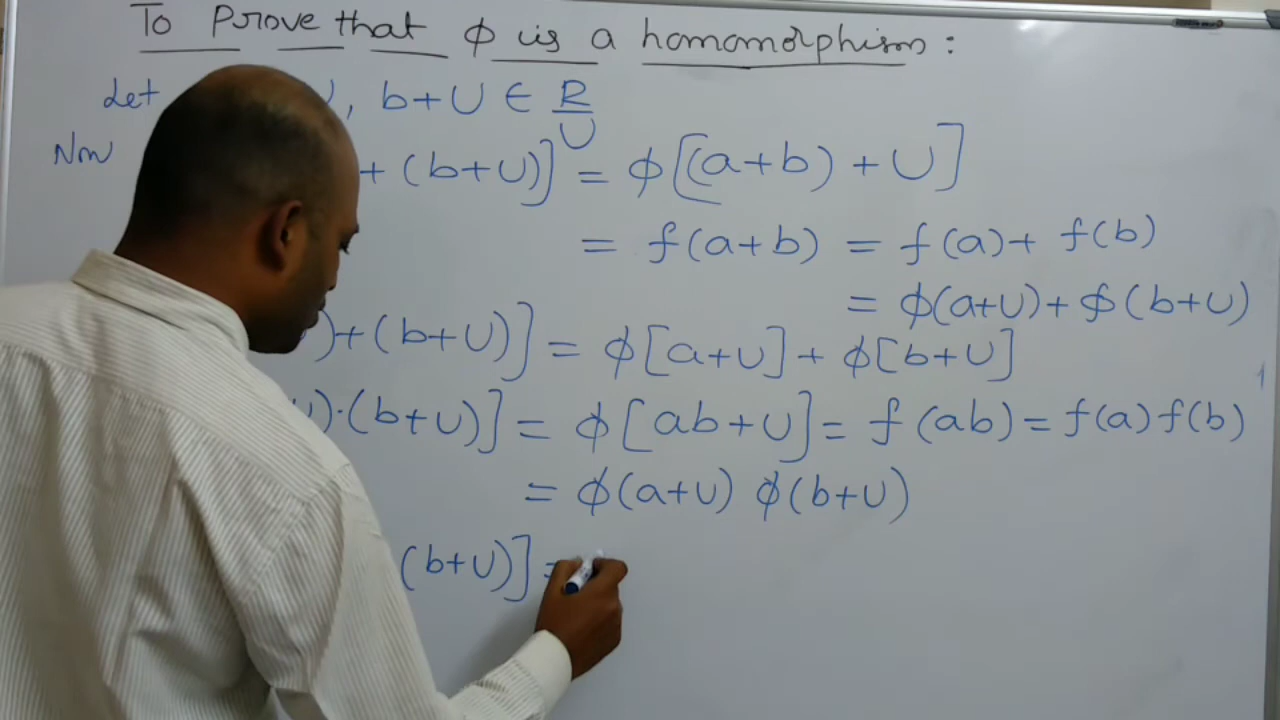 To Prove that φ is a homomorphism :
Let , b+U ∈ R/U
Now + (b+U)] = φ[(a+b) + U]
= f(a+b) = f(a)+ f(b)
= φ(a+U)+ φ(b+U)
)+(b+U)] = φ[a+U]+ φ[b+U]
U)·(b+U)] = φ[ab+U] = f(ab) = f(a) f(b)
= φ(a+U) φ(b+U)
(b+U)] =